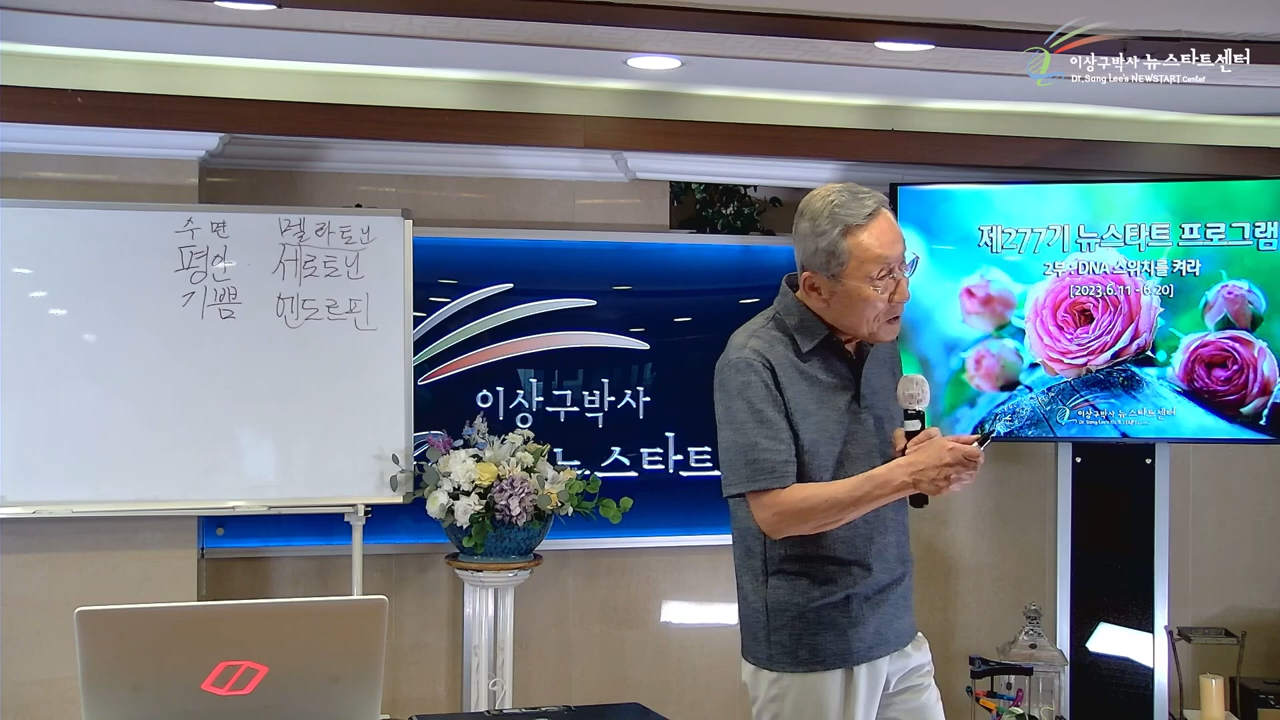 이상구박사 뉴스타트센터
Dr. Sang Lee's NEWSTART Center
수면 멜라토닌
평안 세로토닌
기쁨 엔도르핀
이상구박사
뉴스타트
제277기 뉴스타트 프로그램
2부 : DNA 스위치를 켜라
[2023.6.11 - 6.20]
이상구박사 뉴스타트센터
Dr. Sang Lee's